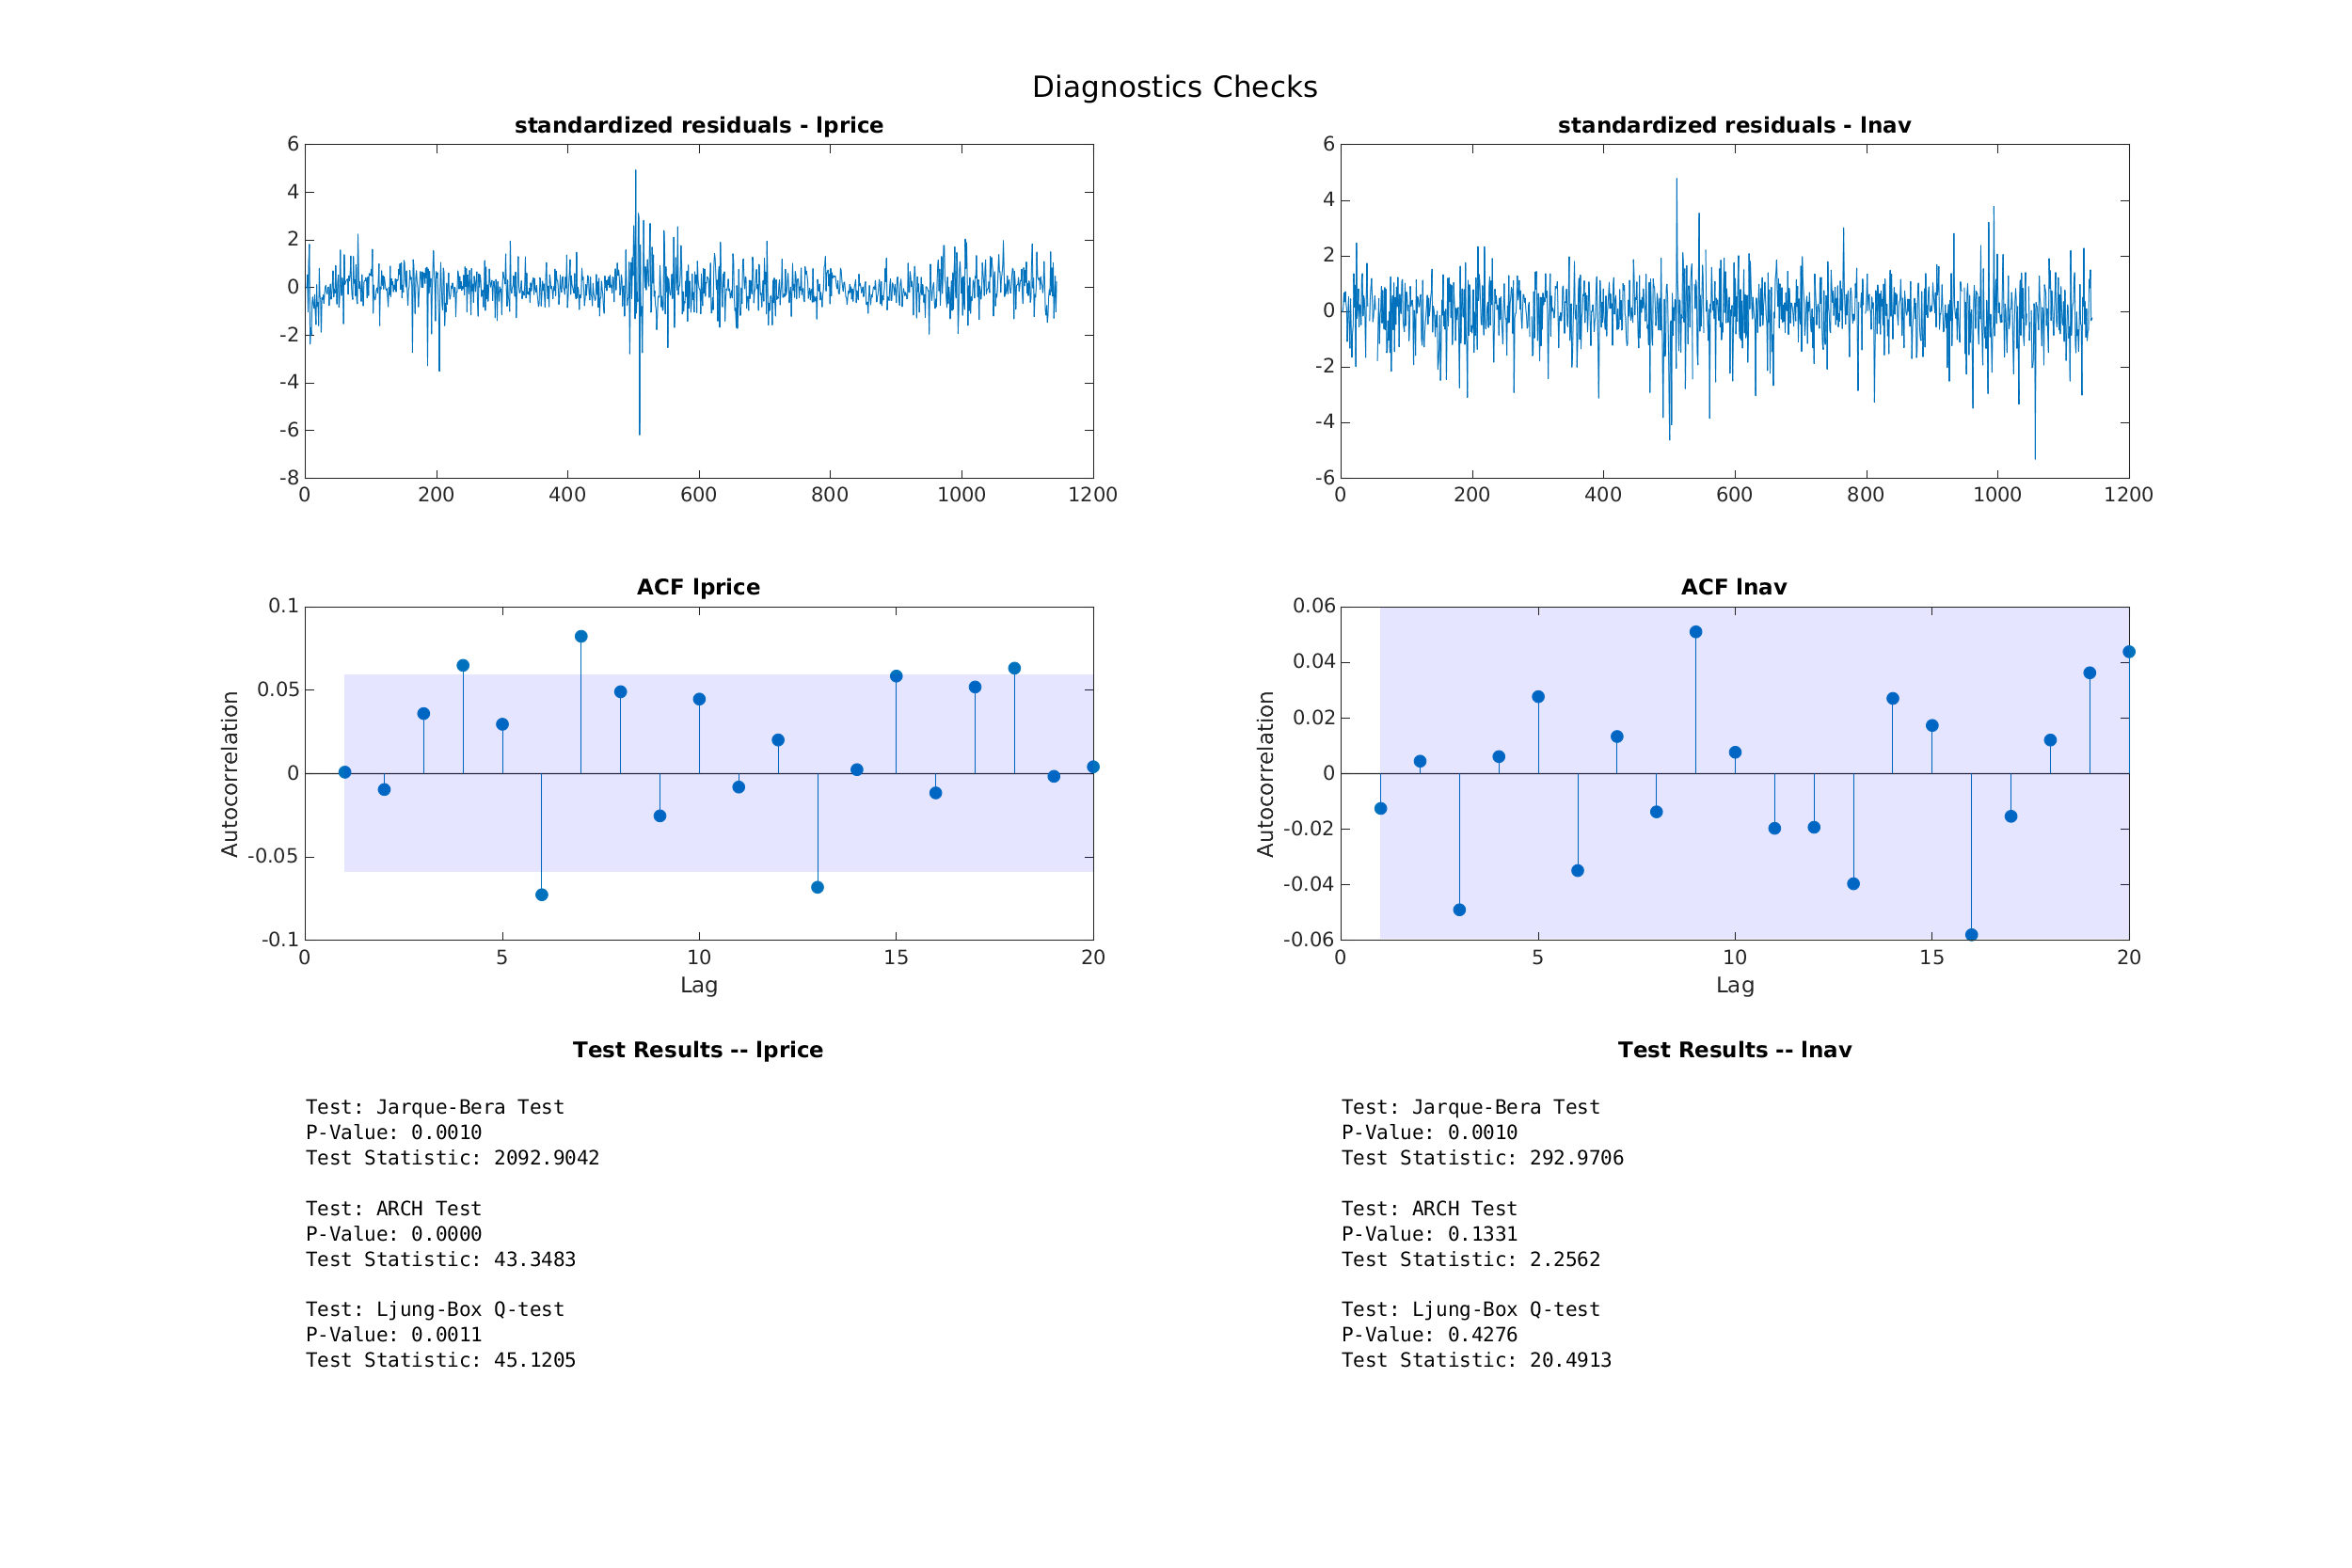 Diagnostics Checks
standardized residuals - lprice
6
4
2
0
-2
-4
-6
-8
0 200 400 600 800 1000 1200
standardized residuals - lnav
6
4
2
0
-2
-4
-6
0 200 400 600 800 1000 1200
ACF lprice
Autocorrelation
0.1
0.05
0
-0.05
-0.1
0 5 10 15 20
Lag
ACF lnav
Autocorrelation
0.06
0.04
0.02
0
-0.02
-0.04
-0.06
0 5 10 15 20
Lag
Test Results -- lprice
Test: Jarque-Bera Test
P-Value: 0.0010
Test Statistic: 2092.9042
Test: ARCH Test
P-Value: 0.0000
Test Statistic: 43.3483
Test: Ljung-Box Q-test
P-Value: 0.0011
Test Statistic: 45.1205
Test Results -- lnav
Test: Jarque-Bera Test
P-Value: 0.0010
Test Statistic: 292.9706
Test: ARCH Test
P-Value: 0.1331
Test Statistic: 2.2562
Test: Ljung-Box Q-test
P-Value: 0.4276
Test Statistic: 20.4913